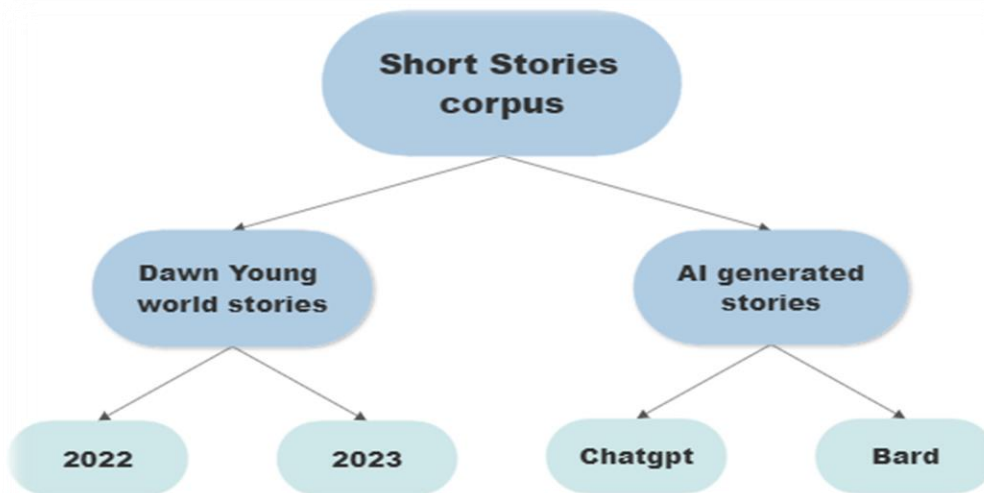 Short Stories
corpus
Dawn Young
world stories
AI generated
stories
2022
2023
Chatgpt
Bard